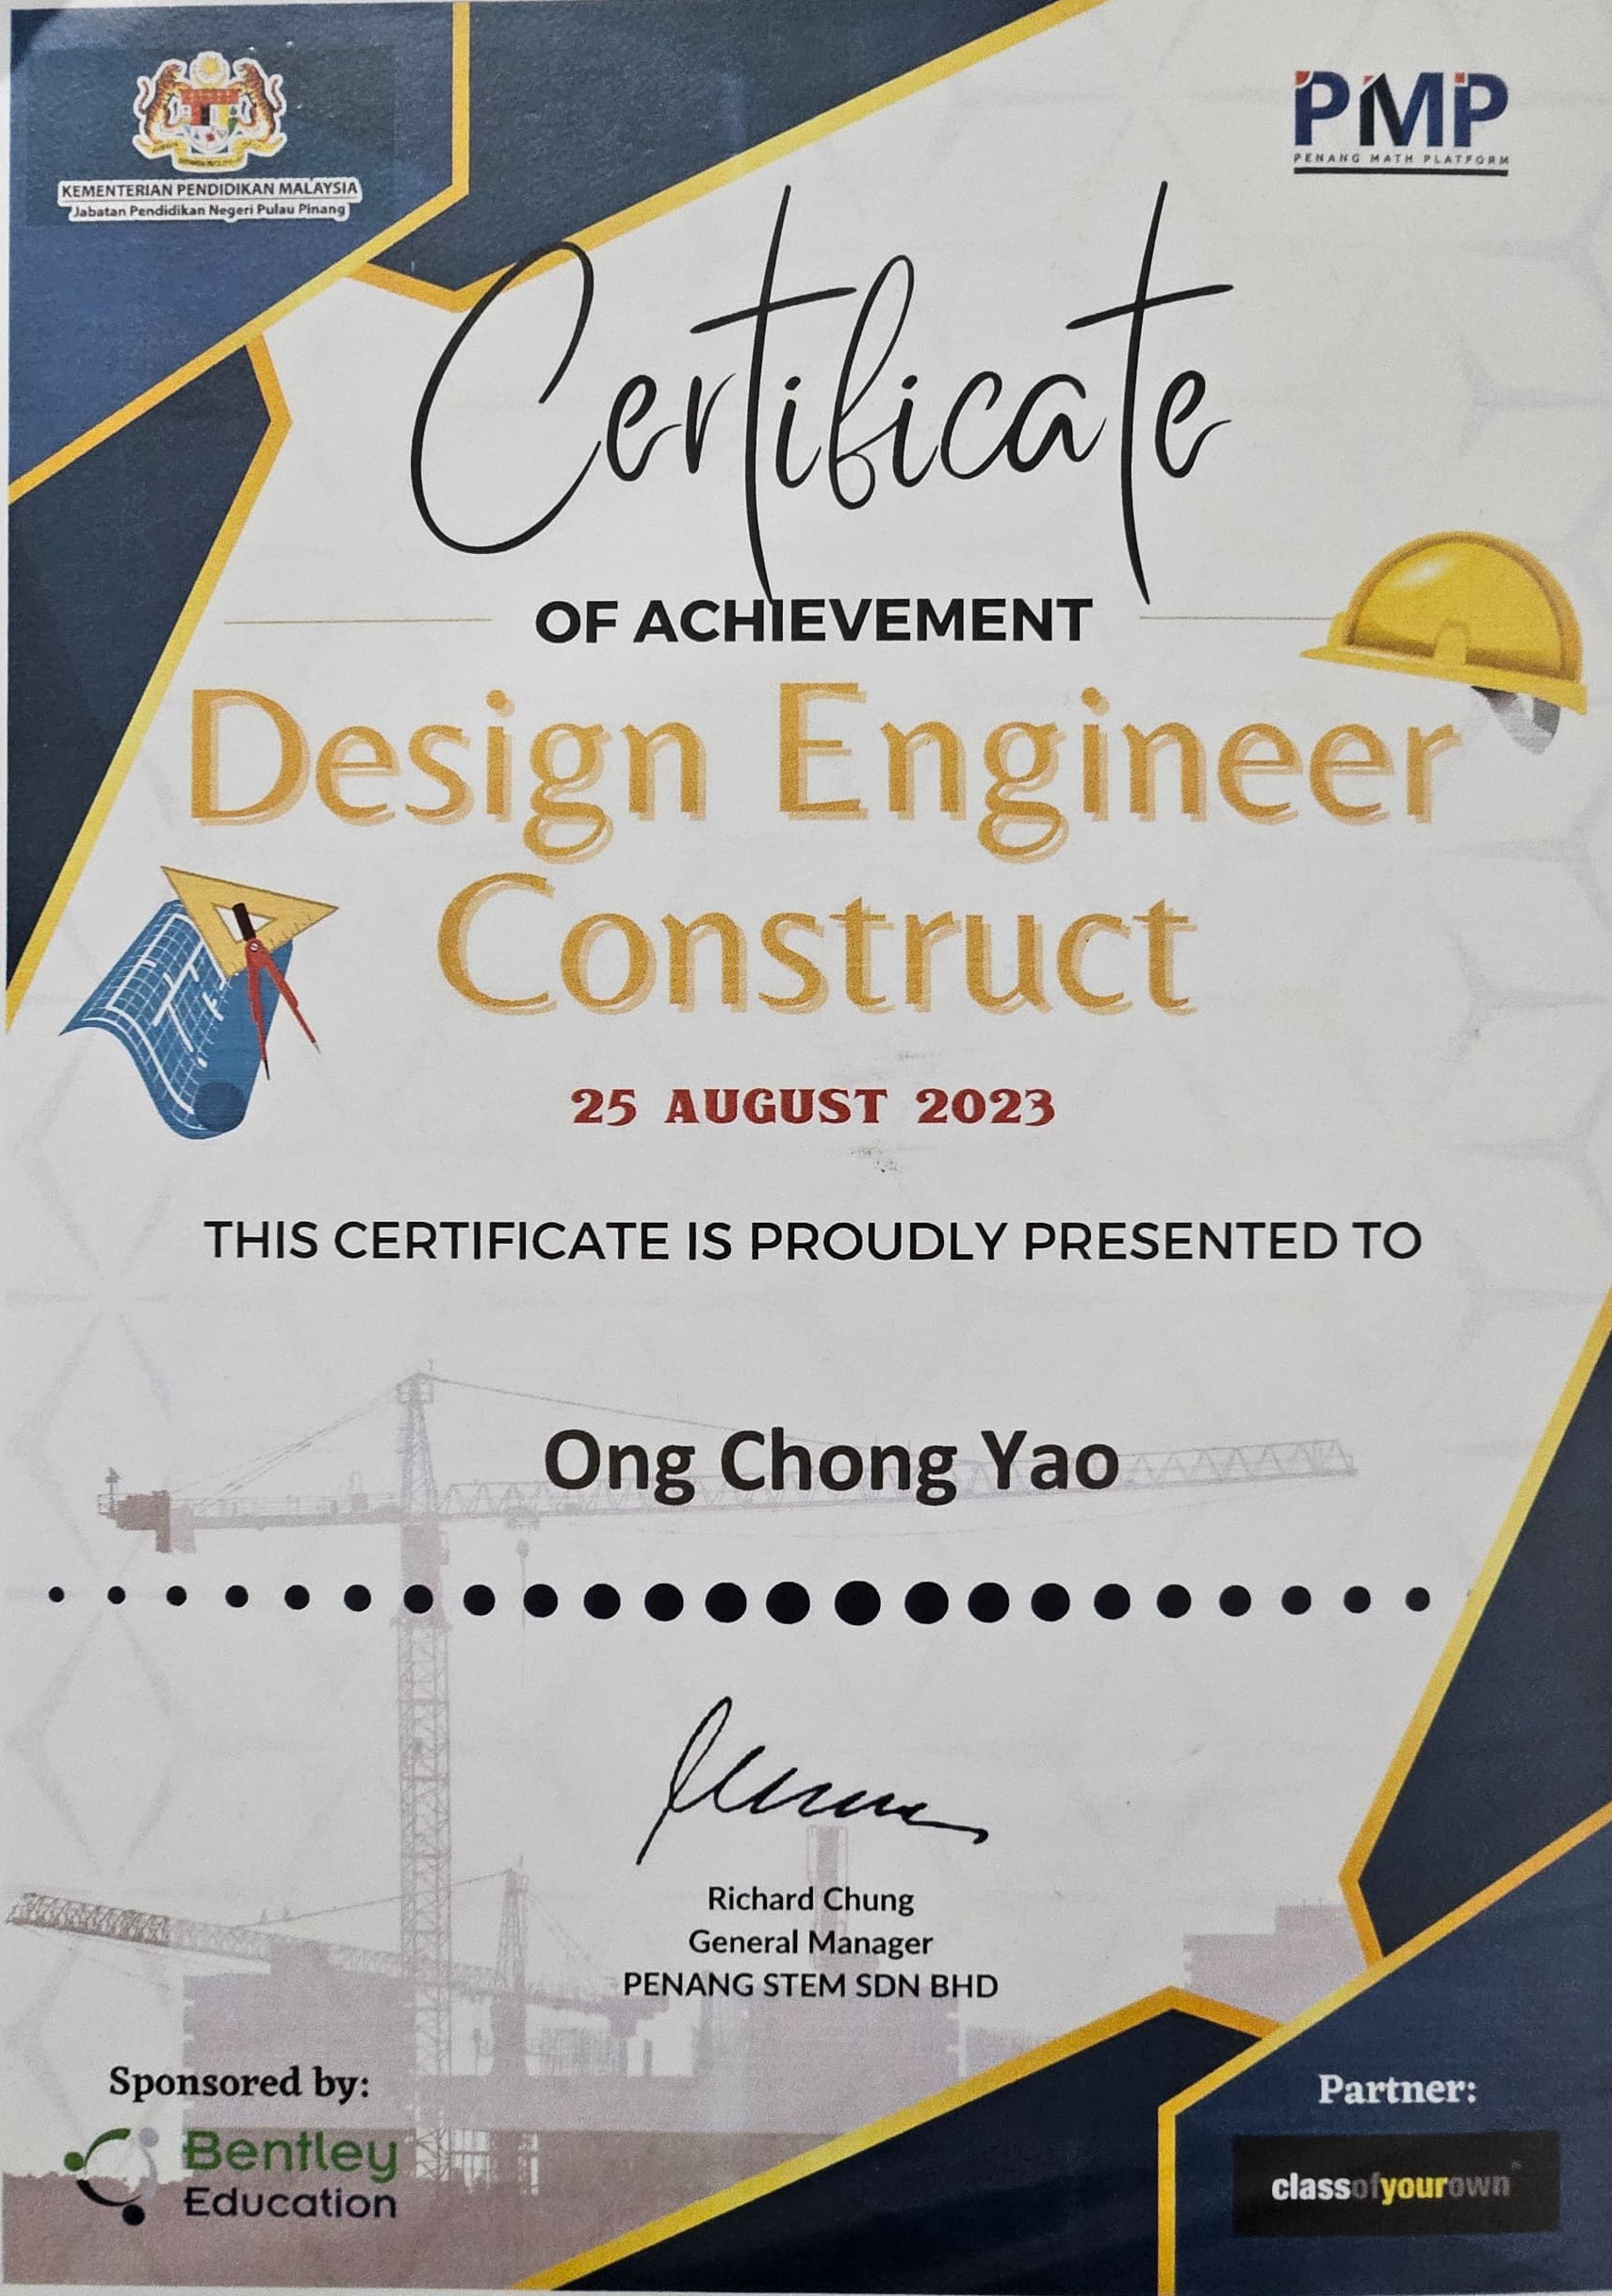 KEMENTERIAN PENDIDIKAN MALAYSIA
Jabatan Pendidikan Negeri Pulau Pinang
PMP
PENANG MATH PLATFORM
Certificate
OF ACHIEVEMENT
Design Engineer
Construct
25 AUGUST 2023
THIS CERTIFICATE IS PROUDLY PRESENTED TO
Ong Chong Yao
Richard Chung
General Manager
PENANG STEM SDN BHD
Sponsored by:
Bentley
Education
Partner:
classofyourown